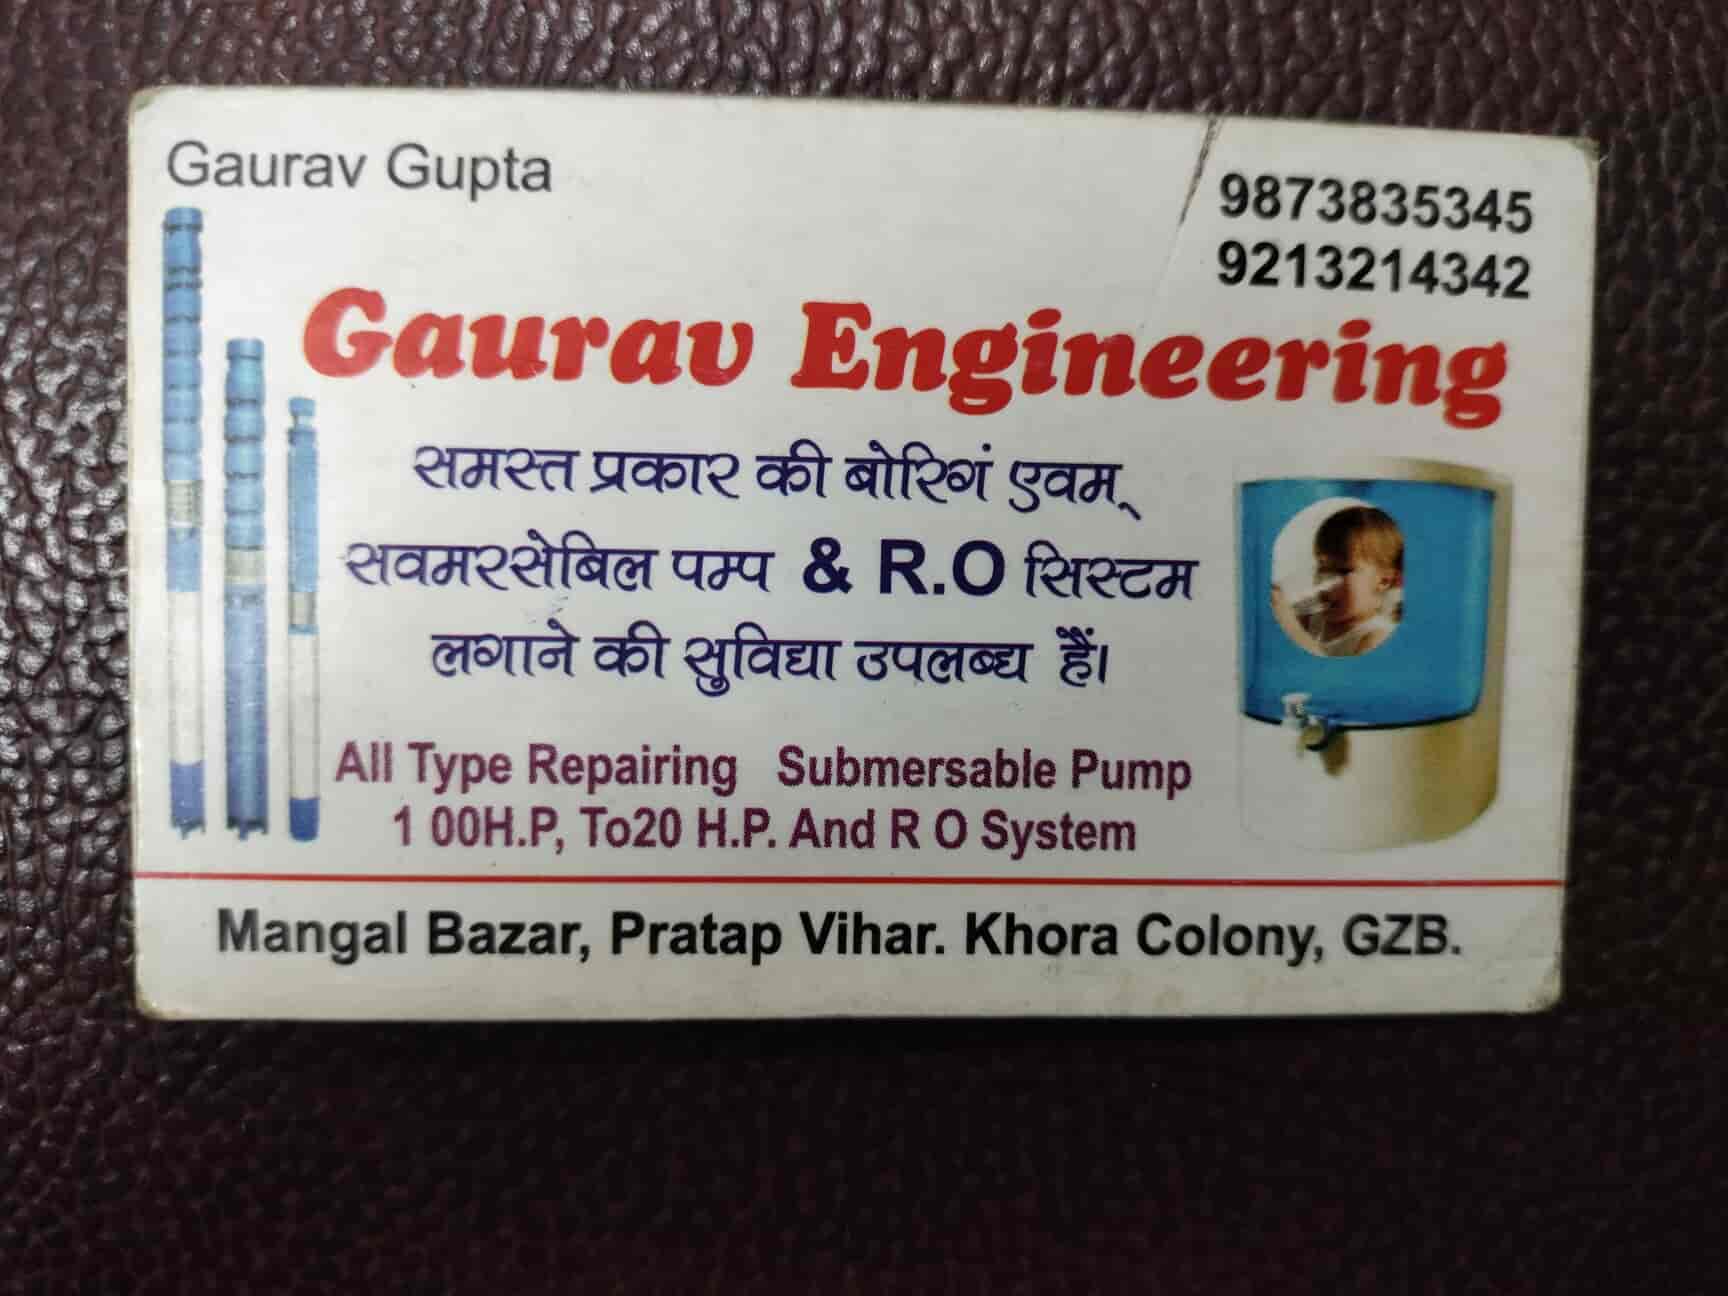 Gaurav Gupta
9873835345
9213214342
Gaurav Engineering
समस्त प्रकार की बोरिगं एवम्
सवमरसेबिल पम्प & R.O सिस्टम
लगाने की सुविद्या उपलब्ध हैं।
All Type Repairing Submersable Pump
1 00H.P, To20 H.P. And R O System
Mangal Bazar, Pratap Vihar. Khora Colony, GZB.